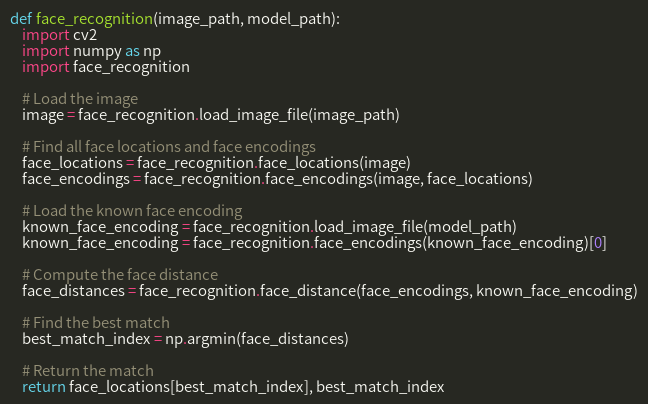 def face_recognition(image_path, model_path):
import cv2
import numpy as np
import face_recognition
# Load the image
image = face_recognition.load_image_file(image_path)
# Find all face locations and face encodings
face_locations = face_recognition.face_locations(image)
face_encodings = face_recognition.face_encodings(image, face_locations)
# Load the known face encoding
known_face_encoding = face_recognition.load_image_file(model_path)
known_face_encoding = face_recognition.face_encodings(known_face_encoding)[0]
# Compute the face distance
face_distances = face_recognition.face_distance(face_encodings, known_face_encoding)
# Find the best match
best_match_index = np.argmin(face_distances)
# Return the match
return face_locations[best_match_index], best_match_index